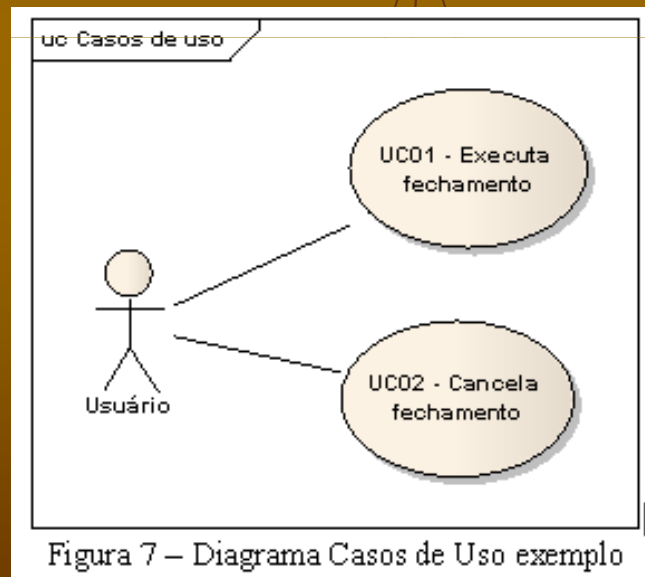 uc Casos de uso
UC01 - Executa
fechamento
Usuário
UC02 - Cancela
fechamento
Figura 7 – Diagrama Casos de Uso exemplo